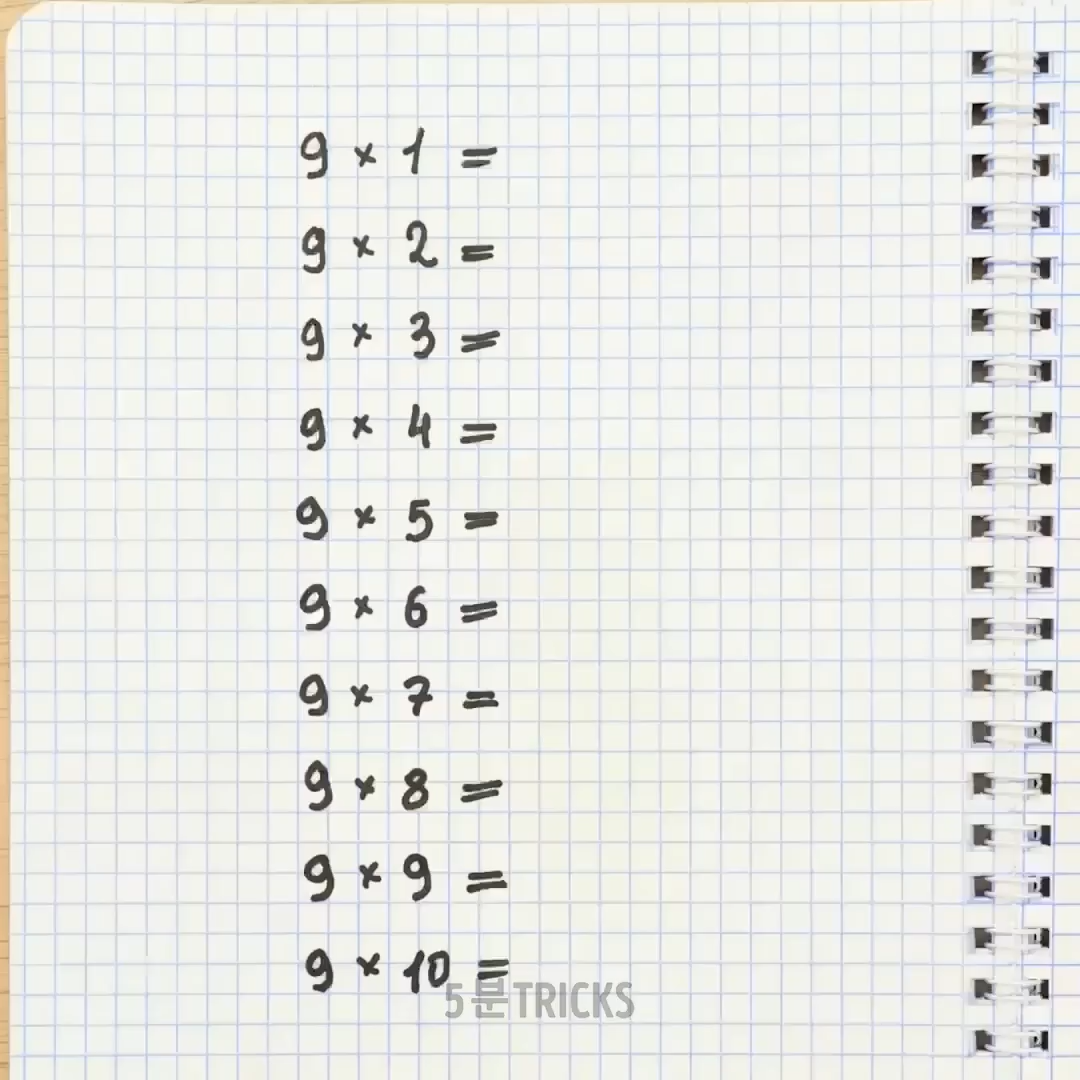 9 × 1 =
9 × 2 =
9 × 3 =
9 × 4 =
9 × 5 =
9 × 6 =
9 × 7 =
9 × 8 =
9 × 9 =
9 × 10 =
5분TRICKS